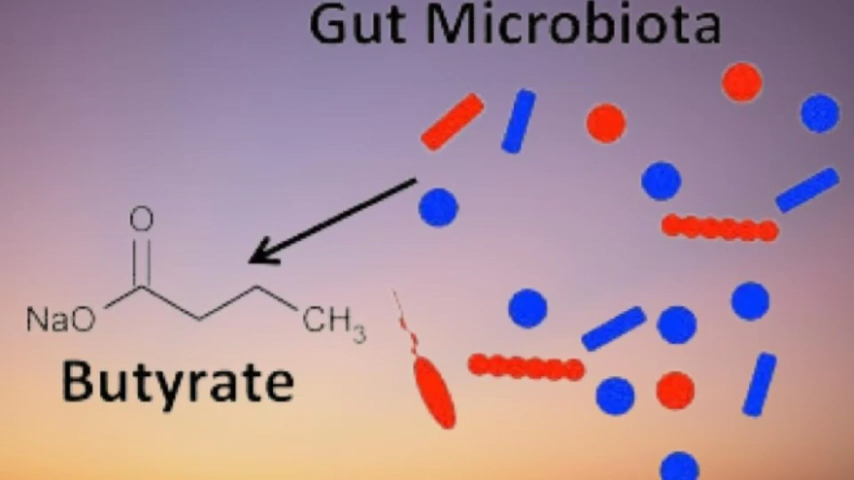 Gut Microbiota
O
NaO
CH₃
Butyrate